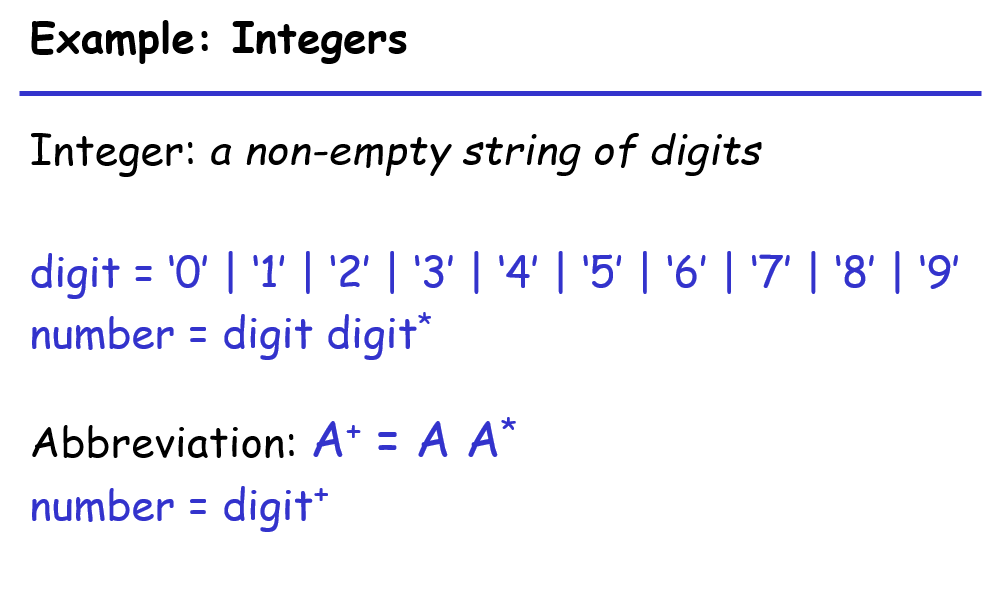 Example: Integers
Integer: a non-empty string of digits
digit = ‘0’ | ‘1’ | ‘2’ | ‘3’ | ‘4’ | ‘5’ | ‘6’ | ‘7’ | ‘8’ | ‘9’
number = digit digit*
Abbreviation: A⁺ = A A*
number = digit⁺